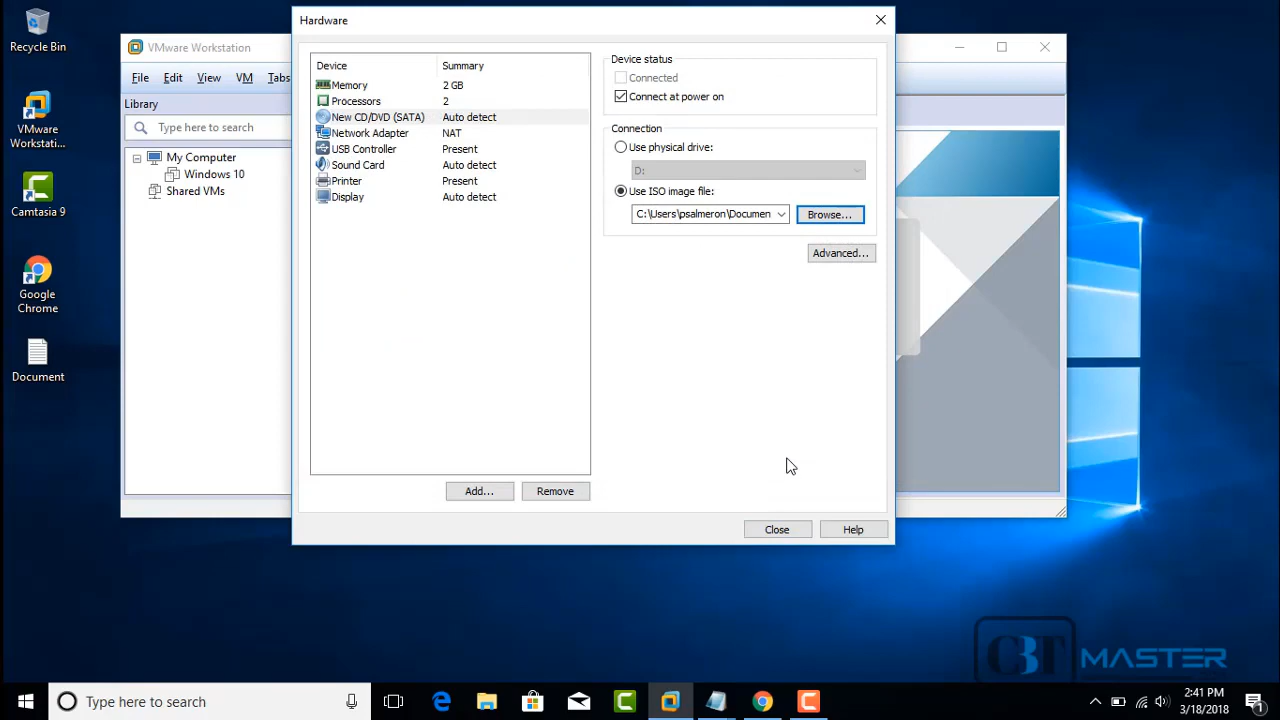 Recycle Bin
VMware Workstati...
Camtasia 9
Google Chrome
Document
VMware Workstation
File Edit View VM Tabs
Library
Type here to search
My Computer
Windows 10
Shared VMs
Hardware
Device Summary
Memory 2 GB
Processors 2
New CD/DVD (SATA) Auto detect
Network Adapter NAT
USB Controller Present
Sound Card Auto detect
Printer Present
Display Auto detect
Add... Remove
Device status
Connected
Connect at power on
Connection
Use physical drive:
D:
Use ISO image file:
C:\Users\psalmeron\Documen Browse...
Advanced...
Close Help
CBT MASTER
Type here to search
2:41 PM
3/18/2018
1